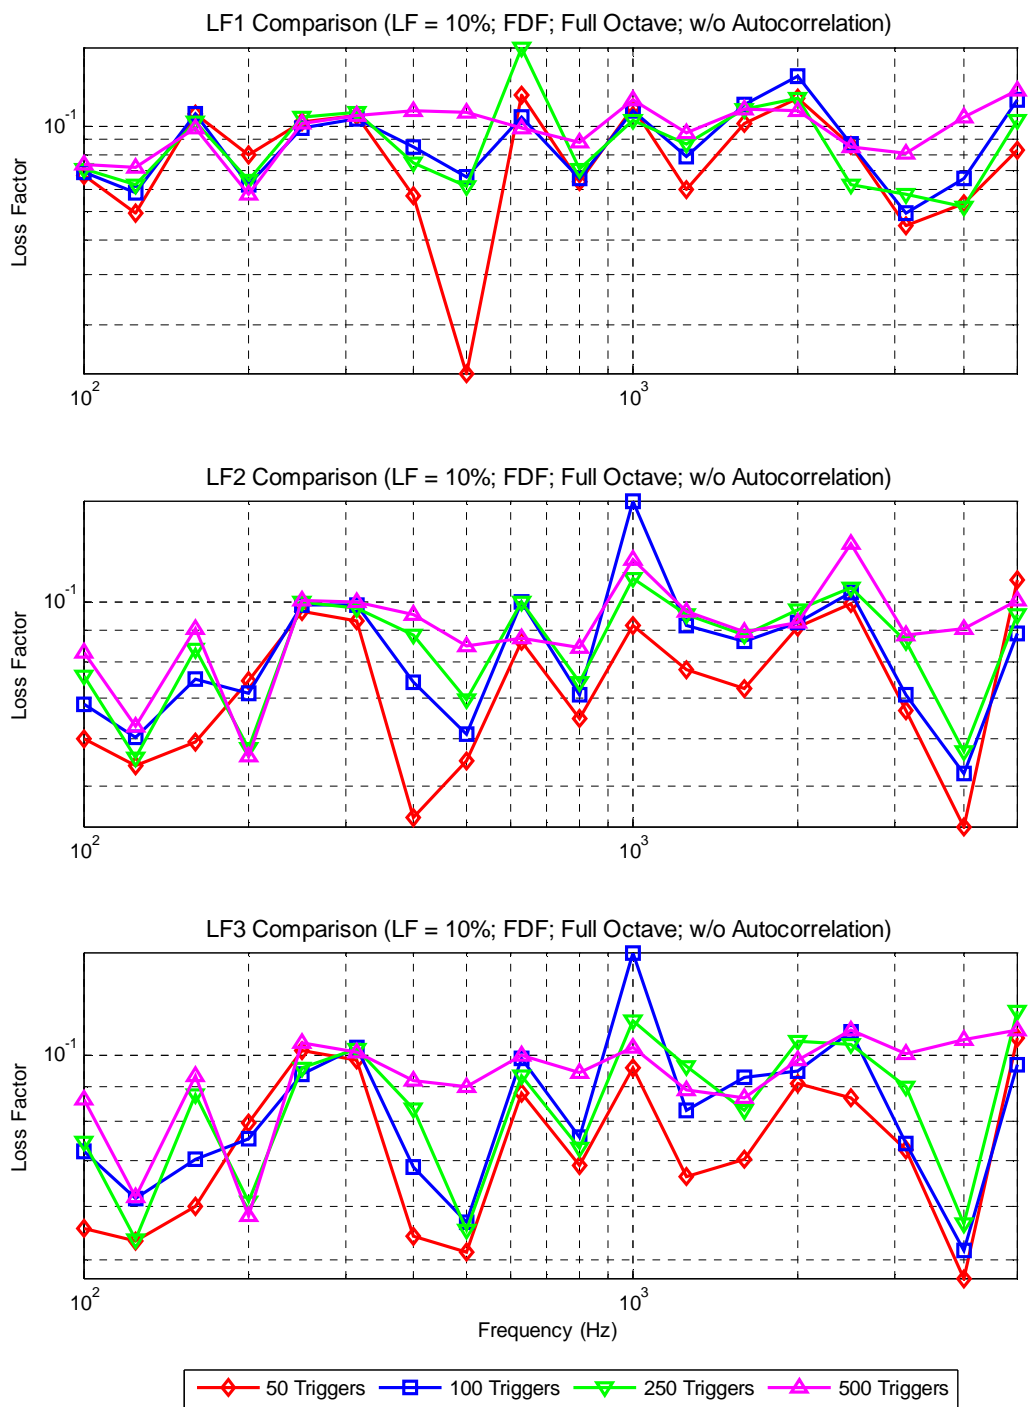 LF1 Comparison (LF = 10%; FDF; Full Octave; w/o Autocorrelation)
10^-1
Loss Factor
10^2 10^3
LF2 Comparison (LF = 10%; FDF; Full Octave; w/o Autocorrelation)
10^-1
Loss Factor
10^2 10^3
LF3 Comparison (LF = 10%; FDF; Full Octave; w/o Autocorrelation)
10^-1
Loss Factor
10^2 10^3
Frequency (Hz)
50 Triggers 100 Triggers 250 Triggers 500 Triggers